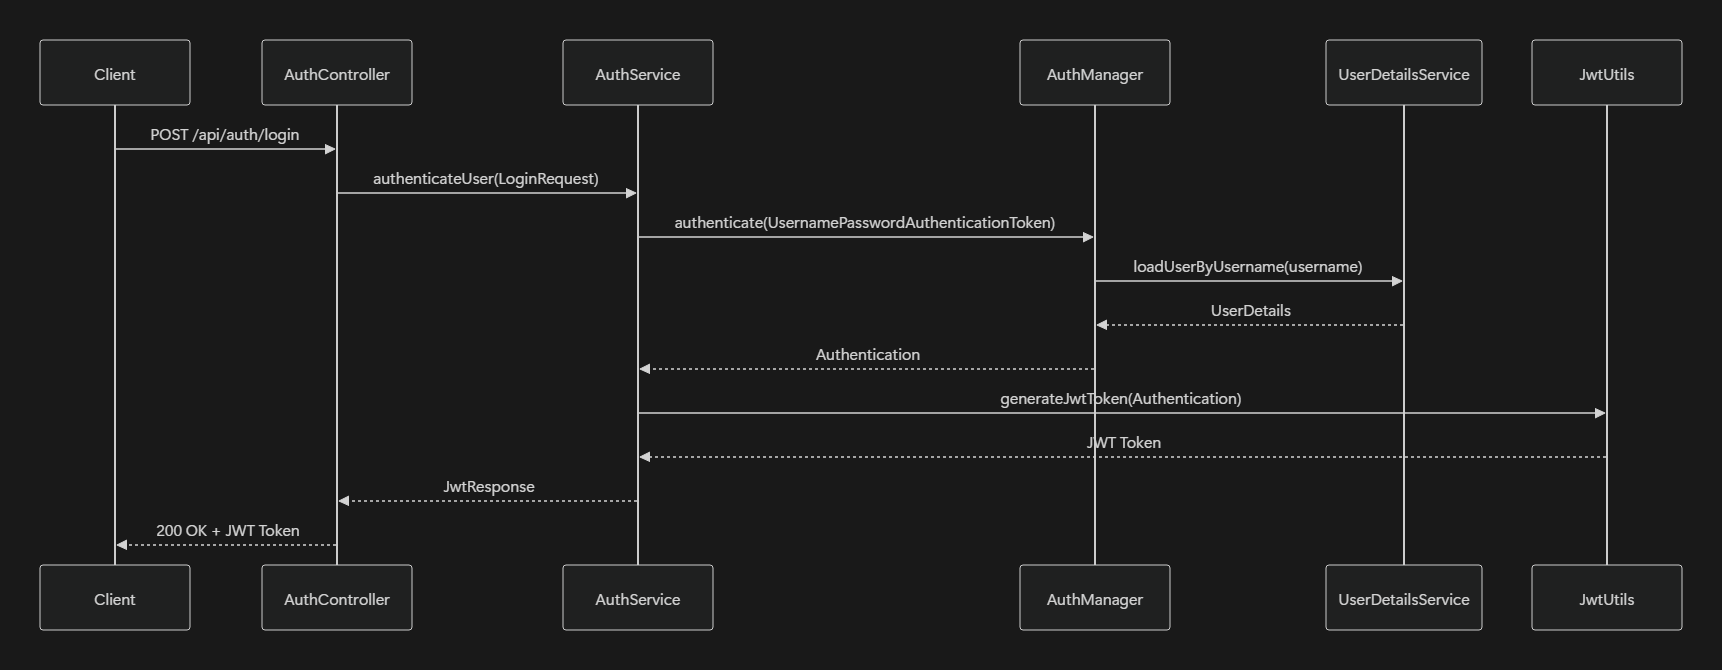 Client
AuthController
AuthService
AuthManager
UserDetailsService
JwtUtils
POST /api/auth/login
authenticateUser(LoginRequest)
authenticate(UsernamePasswordAuthenticationToken)
loadUserByUsername(username)
UserDetails
Authentication
generateJwtToken(Authentication)
JWT Token
JwtResponse
200 OK + JWT Token
Client
AuthController
AuthService
AuthManager
UserDetailsService
JwtUtils